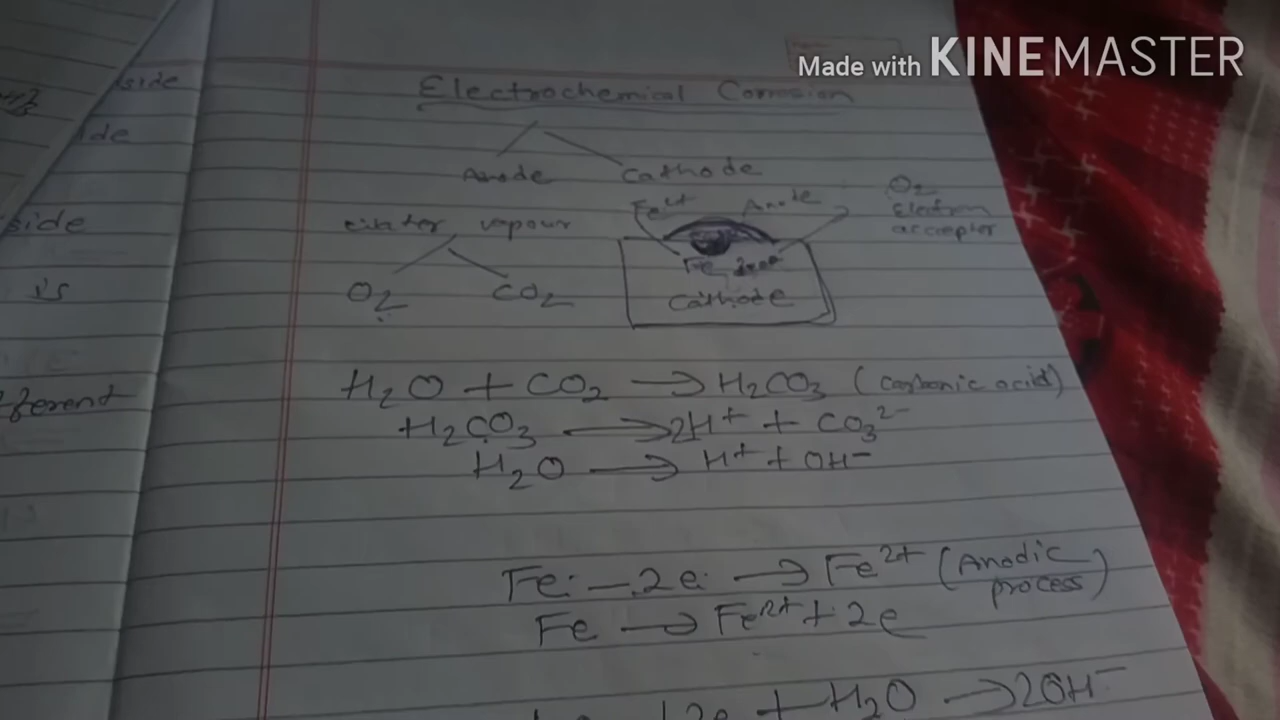 Made with KINEMASTER
Electrochemical Corrosion
Anode Cathode
water vapour
O2 CO2
Fe2+ Anode
O2
Electron
acceptor
Fe
Cathode
H2O + CO2 → H2CO3 (carbonic acid)
H2CO3 → 2H+ + CO3 2-
H2O → H+ + OH-
Fe - 2e → Fe2+ (Anodic process)
Fe → Fe2+ + 2e
2e + H2O → 2OH-
side
side
is
fferent